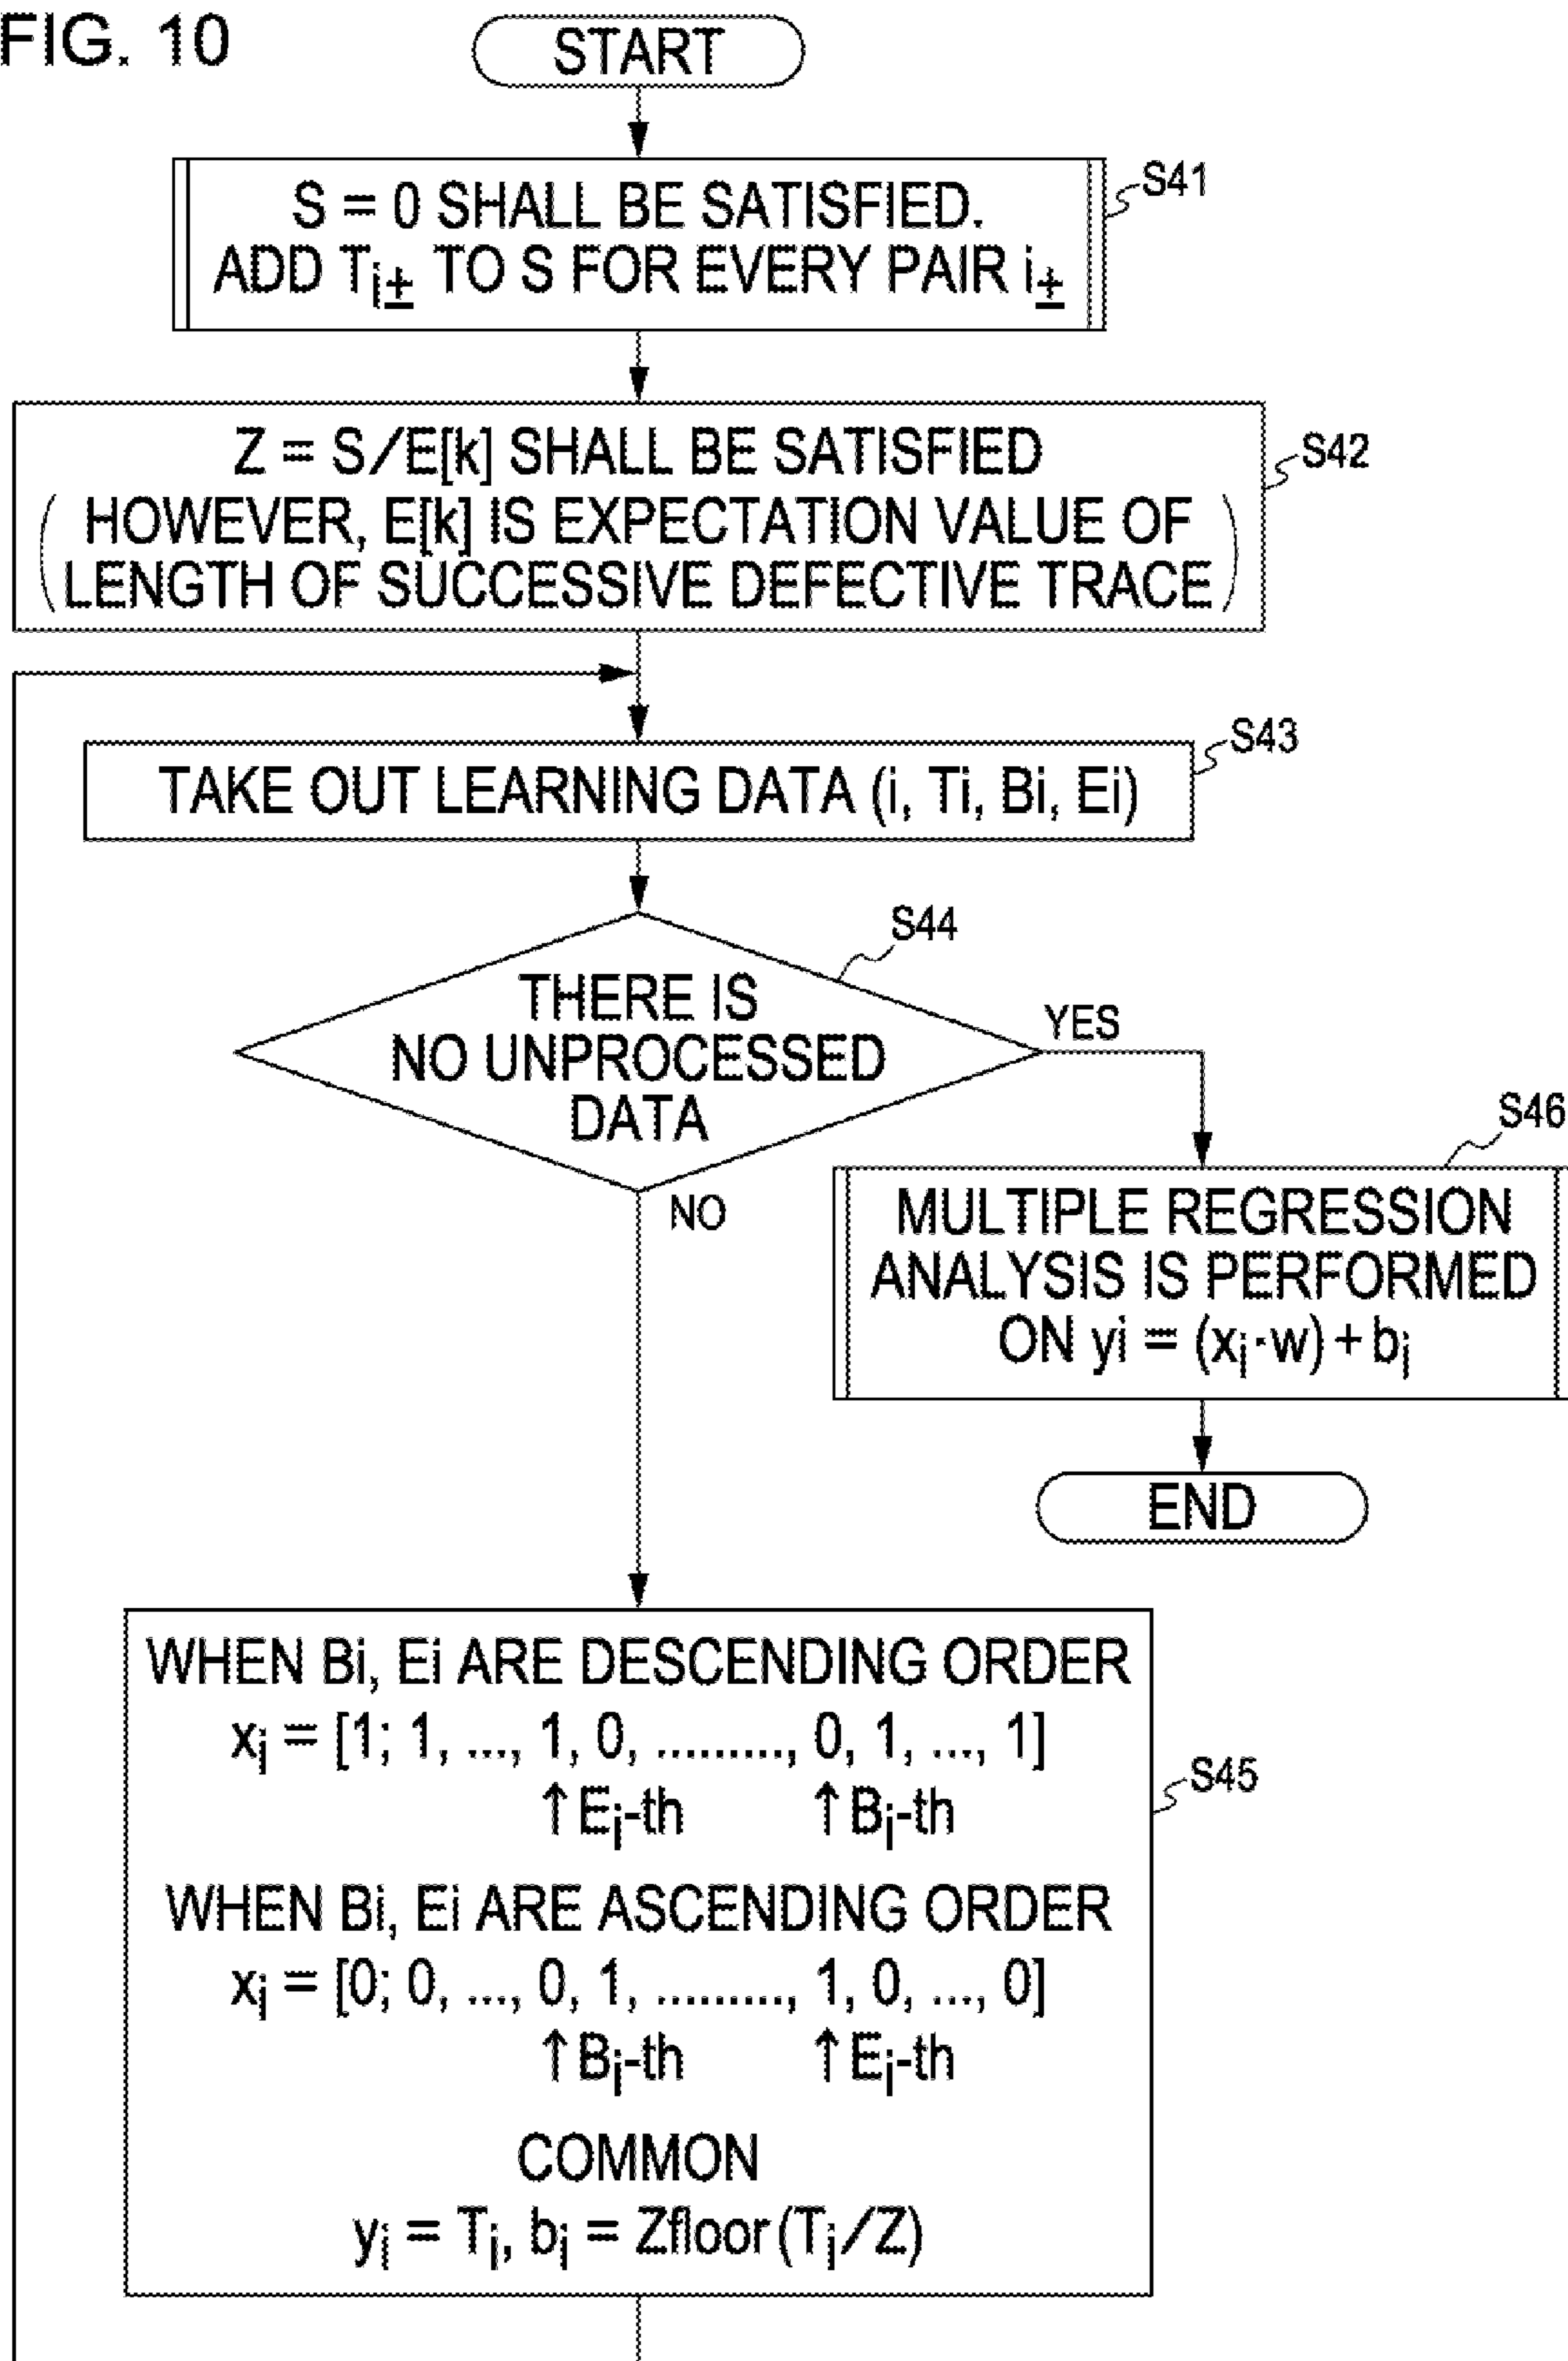 FIG. 10
START
S = 0 SHALL BE SATISFIED.
ADD Ti± TO S FOR EVERY PAIR i±
S41
Z = S/E[k] SHALL BE SATISFIED
(HOWEVER, E[k] IS EXPECTATION VALUE OF
LENGTH OF SUCCESSIVE DEFECTIVE TRACE)
S42
TAKE OUT LEARNING DATA (i, Ti, Bi, Ei)
S43
THERE IS
NO UNPROCESSED
DATA
S44
YES
NO
MULTIPLE REGRESSION
ANALYSIS IS PERFORMED
ON yi = (xi·w) + bi
S46
END
WHEN Bi, Ei ARE DESCENDING ORDER
xi = [1; 1, ..., 1, 0, ........., 0, 1, ..., 1]
↑Ei-th ↑Bi-th
WHEN Bi, Ei ARE ASCENDING ORDER
xi = [0; 0, ..., 0, 1, ........., 1, 0, ..., 0]
↑Bi-th ↑Ei-th
COMMON
yi = Ti, bi = Zfloor(Ti/Z)
S45